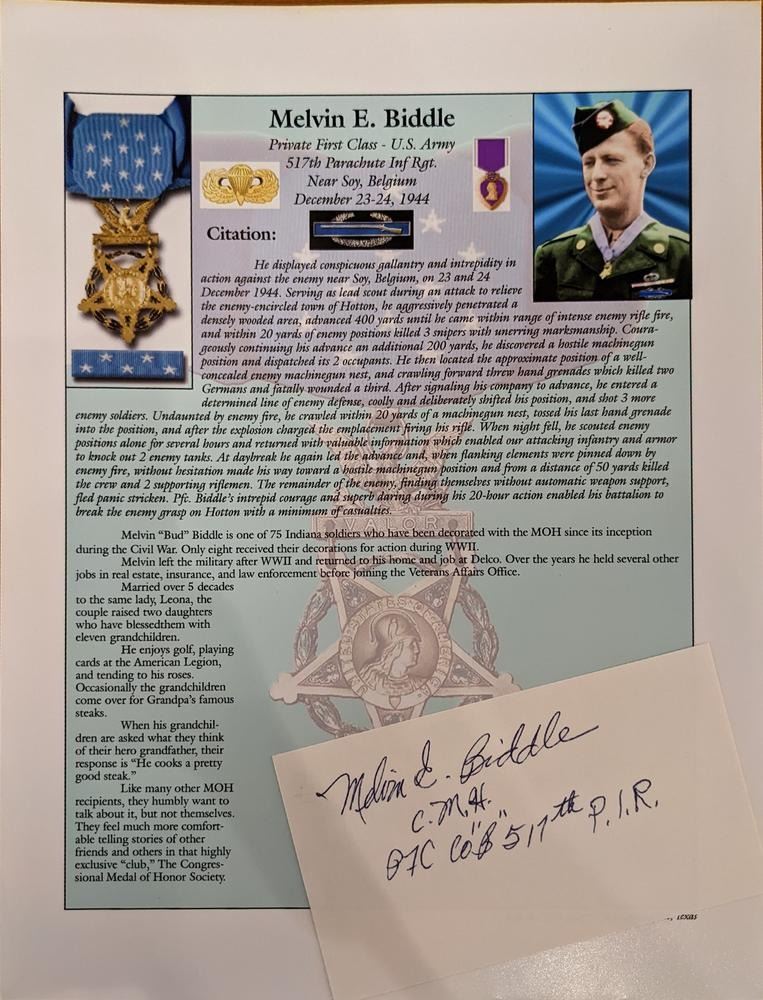 Melvin E. Biddle
Private First Class - U.S. Army
517th Parachute Inf Rgt.
Near Soy, Belgium
December 23-24, 1944
Citation:
He displayed conspicuous gallantry and intrepidity in
action against the enemy near Soy, Belgium, on 23 and 24
December 1944. Serving as lead scout during an attack to relieve
the enemy-encircled town of Hotton, he aggressively penetrated a
densely wooded area, advanced 400 yards until he came within range of intense enemy rifle fire,
and within 20 yards of enemy positions killed 3 snipers with unerring marksmanship. Coura-
geously continuing his advance an additional 200 yards, he discovered a hostile machinegun
position and dispatched its 2 occupants. He then located the approximate position of a well-
concealed enemy machinegun nest, and crawling forward threw hand grenades which killed two
Germans and fatally wounded a third. After signaling his company to advance, he entered a
determined line of enemy defense, coolly and deliberately shifted his position, and shot 3 more
enemy soldiers. Undaunted by enemy fire, he crawled within 20 yards of a machinegun nest, tossed his last hand grenade
into the position, and after the explosion charged the emplacement firing his rifle. When night fell, he scouted enemy
positions alone for several hours and returned with valuable information which enabled our attacking infantry and armor
to knock out 2 enemy tanks. At daybreak he again led the advance and, when flanking elements were pinned down by
enemy fire, without hesitation made his way toward a hostile machinegun position and from a distance of 50 yards killed
the crew and 2 supporting riflemen. The remainder of the enemy, finding themselves without automatic weapon support,
fled panic stricken. Pfc. Biddle's intrepid courage and superb daring during his 20-hour action enabled his battalion to
break the enemy grasp on Hotton with a minimum of casualties.
VALOR
Melvin "Bud" Biddle is one of 75 Indiana soldiers who have been decorated with the MOH since its inception
during the Civil War. Only eight received their decorations for action during WWII.
Melvin left the military after WWII and returned to his home and job at Delco. Over the years he held several other
jobs in real estate, insurance, and law enforcement before joining the Veterans Affairs Office.
Married over 5 decades
to the same lady, Leona, the
couple raised two daughters
who have blessedthem with
eleven grandchildren.
He enjoys golf, playing
cards at the American Legion,
and tending to his roses.
Occasionally the grandchildren
come over for Grandpa's famous
steaks.
When his grandchil-
dren are asked what they think
of their hero grandfather, their
response is "He cooks a pretty
good steak."
Like many other MOH
recipients, they humbly want to
talk about it, but not themselves.
They feel much more comfort-
able telling stories of other
friends and others in that highly
exclusive "club," The Congres-
sional Medal of Honor Society.
UNITED STATES OF AMERICA
Melvin E. Biddle
C.M.H.
PFC Co "B" 517th P.I.R.
, Texas